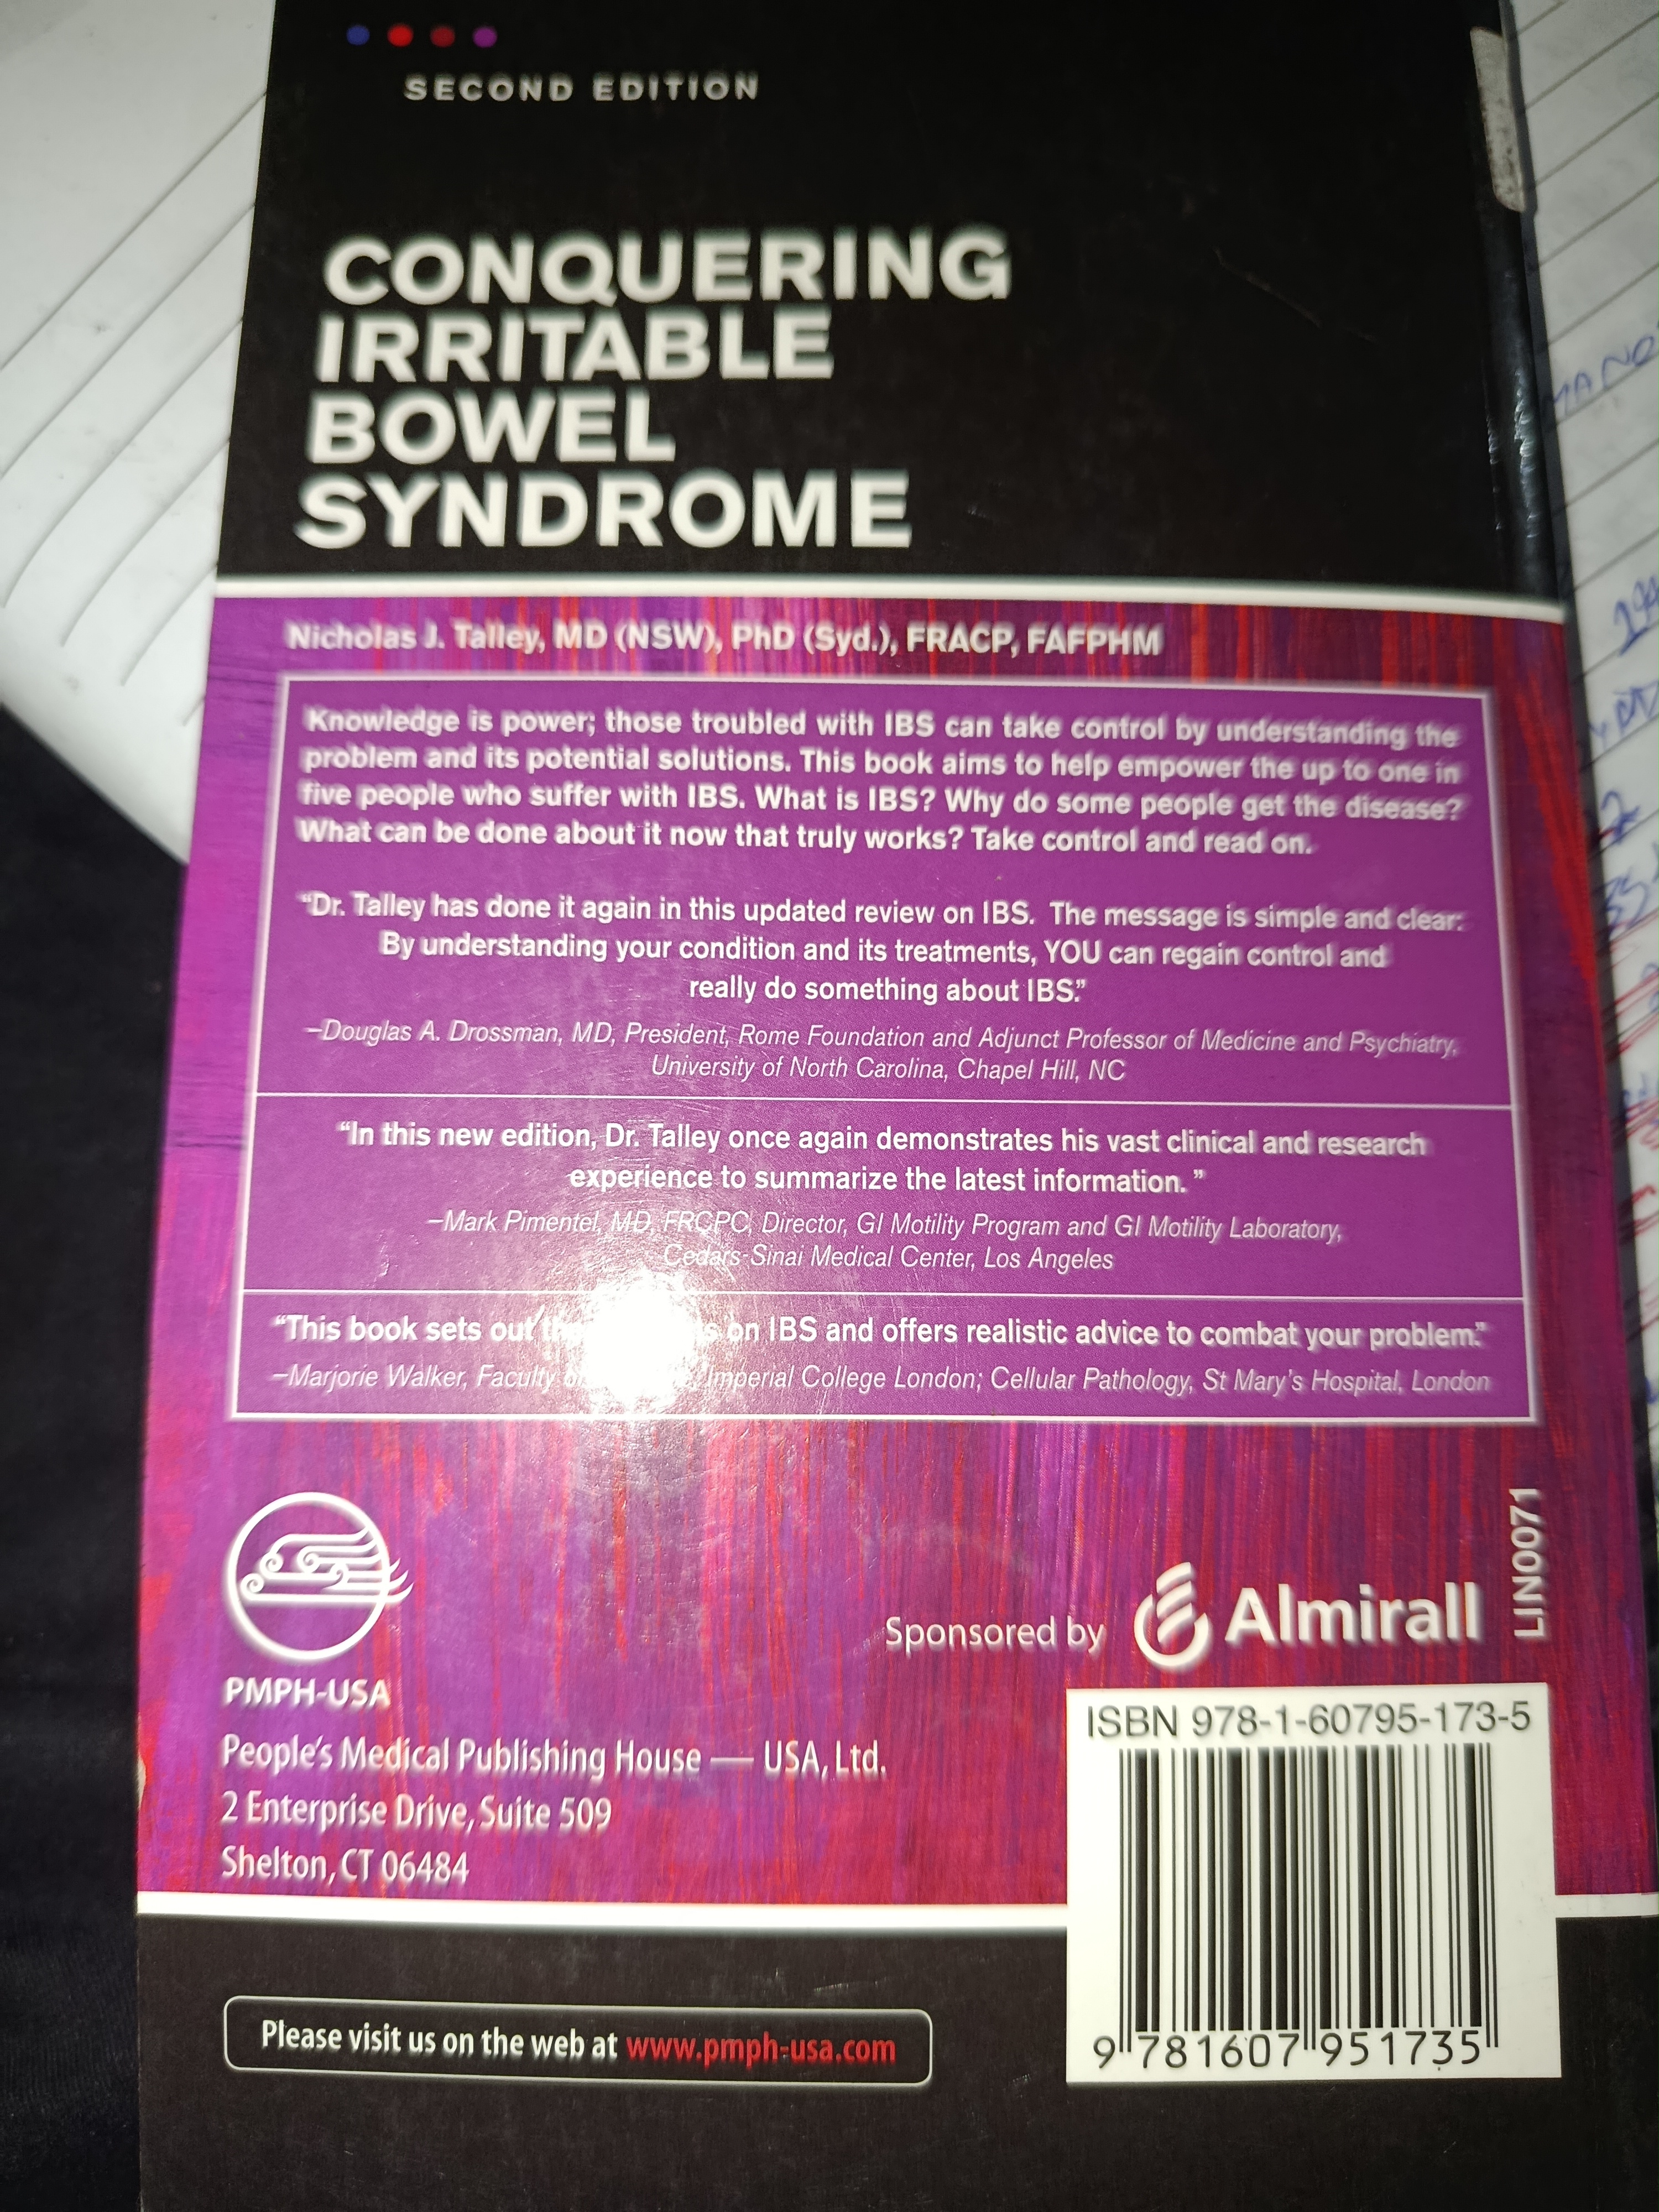 SECOND EDITION
CONQUERING
IRRITABLE
BOWEL
SYNDROME
Nicholas J. Talley, MD (NSW), PhD (Syd.), FRACP, FAFPHM
Knowledge is power; those troubled with IBS can take control by understanding the
problem and its potential solutions. This book aims to help empower the up to one in
five people who suffer with IBS. What is IBS? Why do some people get the disease?
What can be done about it now that truly works? Take control and read on.
“Dr. Talley has done it again in this updated review on IBS. The message is simple and clear:
By understanding your condition and its treatments, YOU can regain control and
really do something about IBS.”
–Douglas A. Drossman, MD, President, Rome Foundation and Adjunct Professor of Medicine and Psychiatry,
University of North Carolina, Chapel Hill, NC
“In this new edition, Dr. Talley once again demonstrates his vast clinical and research
experience to summarize the latest information. ”
–Mark Pimentel, MD, FRCPC, Director, GI Motility Program and GI Motility Laboratory,
Cedars-Sinai Medical Center, Los Angeles
“This book sets out on IBS and offers realistic advice to combat your problem.”
–Marjorie Walker, Faculty Imperial College London; Cellular Pathology, St Mary's Hospital, London
LIN0071
Sponsored by Almirall
PMPH-USA
People's Medical Publishing House — USA, Ltd.
2 Enterprise Drive, Suite 509
Shelton, CT 06484
ISBN 978-1-60795-173-5
9 781607 951735
Please visit us on the web at www.pmph-usa.com